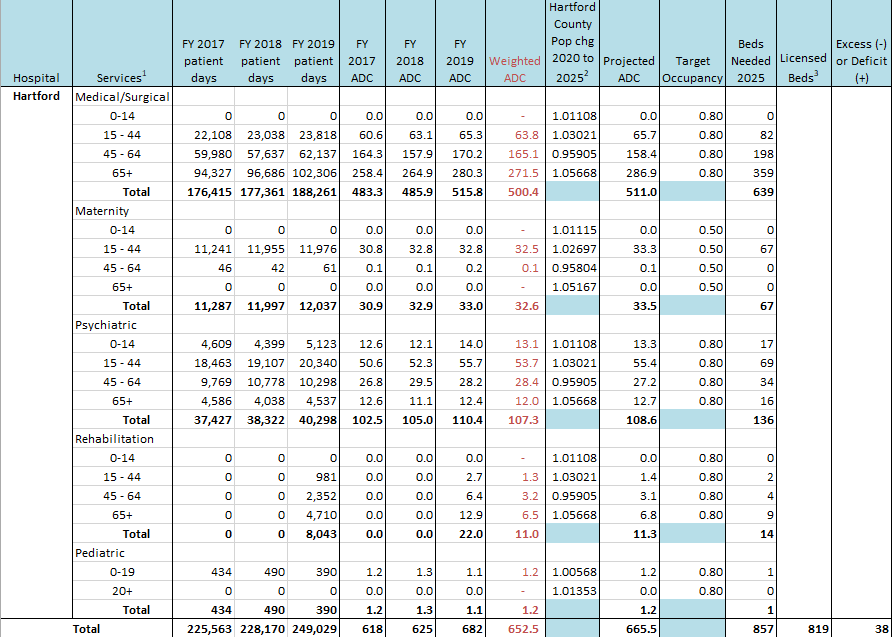 Hospital Services1 FY 2017 patient days FY 2018 patient days FY 2019 patient days FY 2017 ADC FY 2018 ADC FY 2019 ADC Weighted ADC Hartford County Pop chg 2020 to 20252 Projected ADC Target Occupancy Beds Needed 2025 Licensed Beds3 Excess (-) or Deficit (+)
Hartford Medical/Surgical
0-14 0 0 0 0.0 0.0 0.0 - 1.01108 0.0 0.80 0
15 - 44 22,108 23,038 23,818 60.6 63.1 65.3 63.8 1.03021 65.7 0.80 82
45 - 64 59,980 57,637 62,137 164.3 157.9 170.2 165.1 0.95905 158.4 0.80 198
65+ 94,327 96,686 102,306 258.4 264.9 280.3 271.5 1.05668 286.9 0.80 359
Total 176,415 177,361 188,261 483.3 485.9 515.8 500.4 511.0 639
Maternity
0-14 0 0 0 0.0 0.0 0.0 - 1.01115 0.0 0.50 0
15 - 44 11,241 11,955 11,976 30.8 32.8 32.8 32.5 1.02697 33.3 0.50 67
45 - 64 46 42 61 0.1 0.1 0.2 0.1 0.95804 0.1 0.50 0
65+ 0 0 0 0.0 0.0 0.0 - 1.05167 0.0 0.50 0
Total 11,287 11,997 12,037 30.9 32.9 33.0 32.6 33.5 67
Psychiatric
0-14 4,609 4,399 5,123 12.6 12.1 14.0 13.1 1.01108 13.3 0.80 17
15 - 44 18,463 19,107 20,340 50.6 52.3 55.7 53.7 1.03021 55.4 0.80 69
45 - 64 9,769 10,778 10,298 26.8 29.5 28.2 28.4 0.95905 27.2 0.80 34
65+ 4,586 4,038 4,537 12.6 11.1 12.4 12.0 1.05668 12.7 0.80 16
Total 37,427 38,322 40,298 102.5 105.0 110.4 107.3 108.6 136
Rehabilitation
0-14 0 0 0 0.0 0.0 0.0 - 1.01108 0.0 0.80 0
15 - 44 0 0 981 0.0 0.0 2.7 1.3 1.03021 1.4 0.80 2
45 - 64 0 0 2,352 0.0 0.0 6.4 3.2 0.95905 3.1 0.80 4
65+ 0 0 4,710 0.0 0.0 12.9 6.5 1.05668 6.8 0.80 9
Total 0 0 8,043 0.0 0.0 22.0 11.0 11.3 14
Pediatric
0-19 434 490 390 1.2 1.3 1.1 1.2 1.00568 1.2 0.80 1
20+ 0 0 0 0.0 0.0 0.0 - 1.01353 0.0 0.80 0
Total 434 490 390 1.2 1.3 1.1 1.2 1.2 1
Total 225,563 228,170 249,029 618 625 682 652.5 665.5 857 819 38